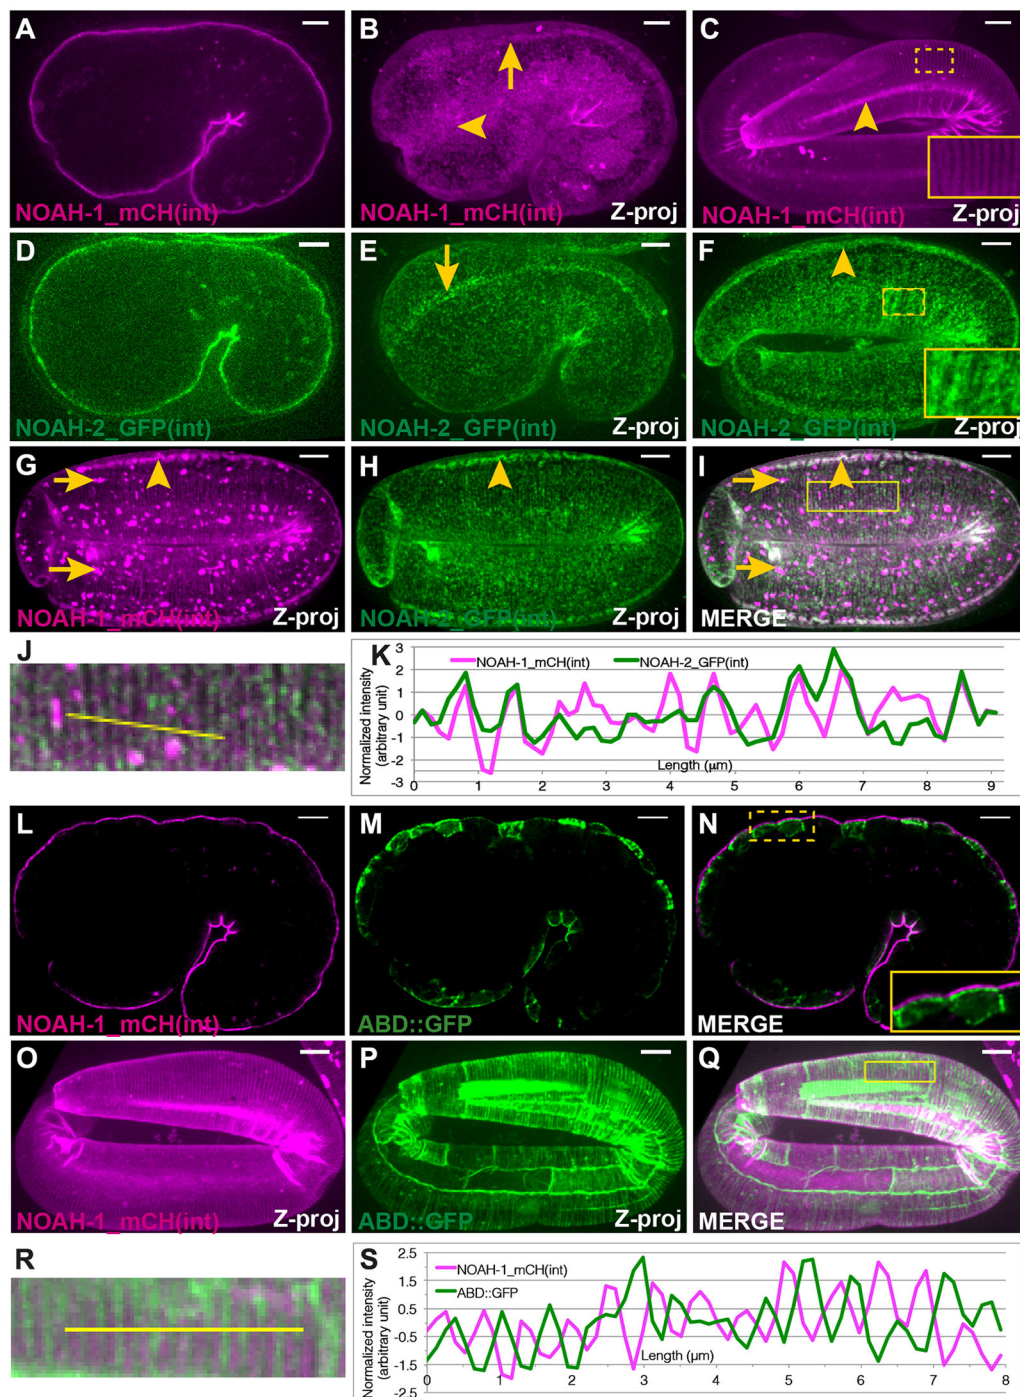 A
NOAH-1_mCH(int)
B
NOAH-1_mCH(int) Z-proj
C
NOAH-1_mCH(int) Z-proj
D
NOAH-2_GFP(int)
E
NOAH-2_GFP(int) Z-proj
F
NOAH-2_GFP(int) Z-proj
G
NOAH-1_mCH(int) Z-proj
H
NOAH-2_GFP(int) Z-proj
I
MERGE
J
K
NOAH-1_mCH(int) NOAH-2_GFP(int)
Normalized intensity
(arbitrary unit)
3
2
1
0
-1
-2
-3
Length (µm)
0 1 2 3 4 5 6 7 8 9
L
NOAH-1_mCH(int)
M
ABD::GFP
N
MERGE
O
NOAH-1_mCH(int) Z-proj
P
ABD::GFP Z-proj
Q
MERGE
R
S
NOAH-1_mCH(int)
ABD::GFP
Normalized intensity
(arbitrary unit)
2.5
1.5
0.5
-0.5
-1.5
-2.5
Length (µm)
0 1 2 3 4 5 6 7 8